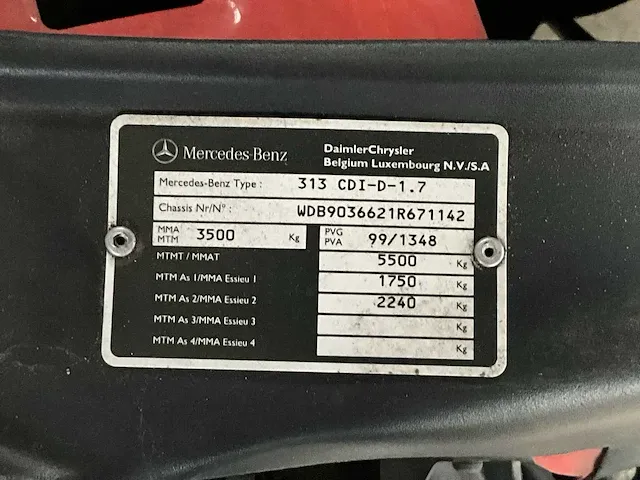 Mercedes-Benz
DaimlerChrysler
Belgium Luxembourg N.V./S.A
Mercedes-Benz Type : 313 CDI-D-1.7
Chassis Nr/N° : WDB9036621R671142
MMA
MTM 3500 Kg
PVG
PVA 99/1348
MTMT / MMAT 5500 Kg
MTM As 1/MMA Essieu 1 1750 Kg
MTM As 2/MMA Essieu 2 2240 Kg
MTM As 3/MMA Essieu 3 Kg
MTM As 4/MMA Essieu 4 Kg